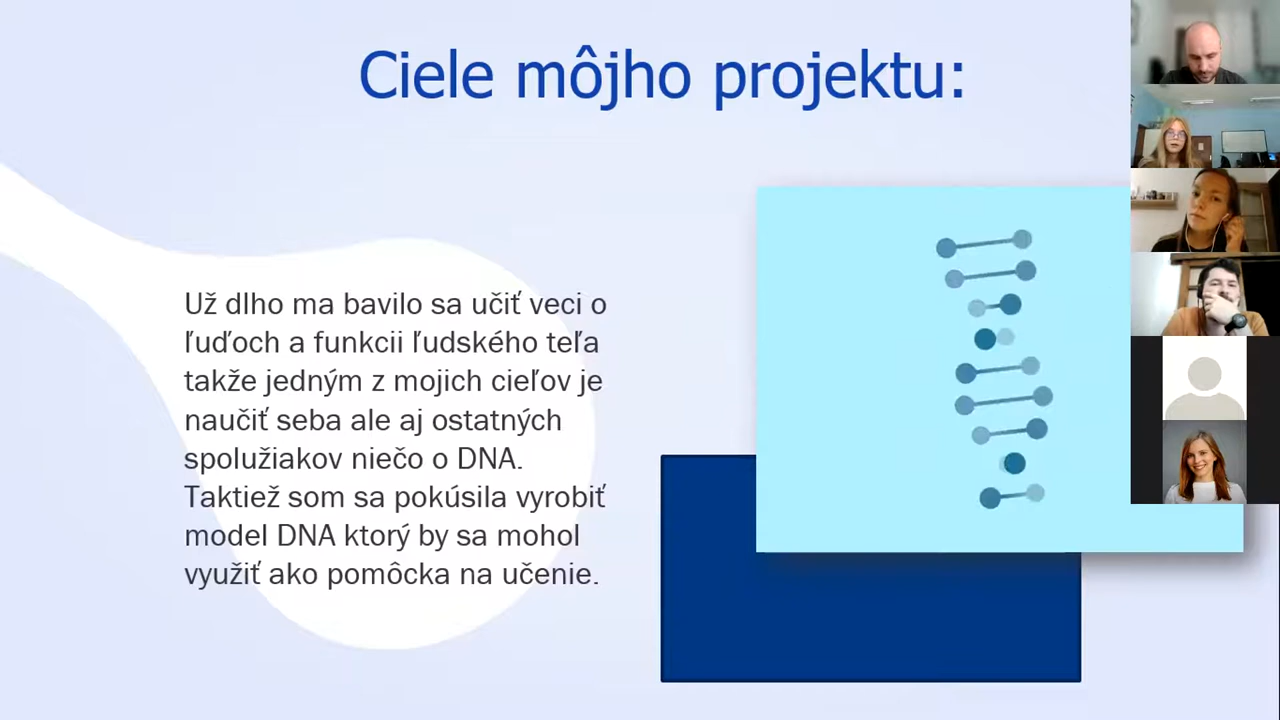 Ciele môjho projektu:
Už dlho ma bavilo sa učiť veci o
ľuďoch a funkcii ľudského teľa
takže jedným z mojich cieľov je
naučiť seba ale aj ostatných
spolužiakov niečo o DNA.
Taktiež som sa pokúsila vyrobiť
model DNA ktorý by sa mohol
využiť ako pomôcka na učenie.